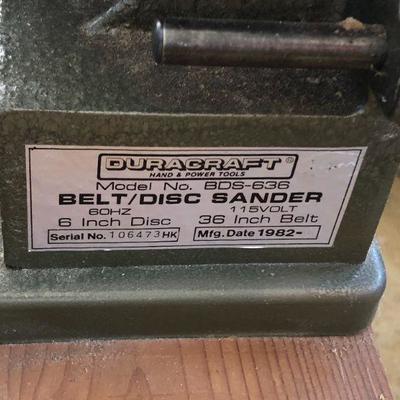 DURACRAFT®
HAND & POWER TOOLS
Model No. BDS-636
BELT/DISC SANDER
60HZ 115VOLT
6 Inch Disc 36 Inch Belt
Serial No. 106473HK Mfg. Date 1982-